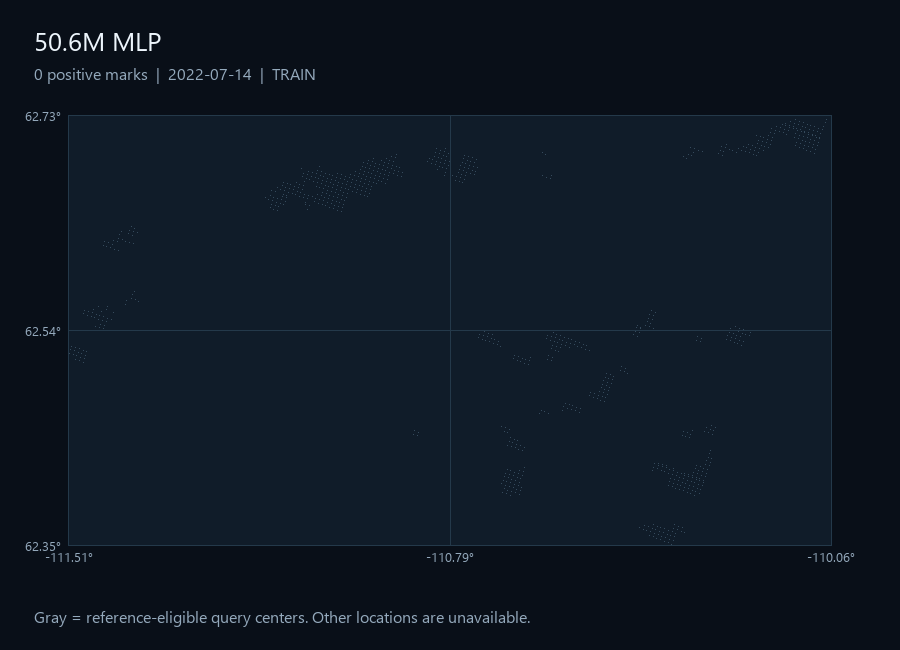 50.6M MLP
0 positive marks | 2022-07-14 | TRAIN
62.73°
62.54°
62.35°
-111.51°
-110.79°
-110.06°
Gray = reference-eligible query centers. Other locations are unavailable.